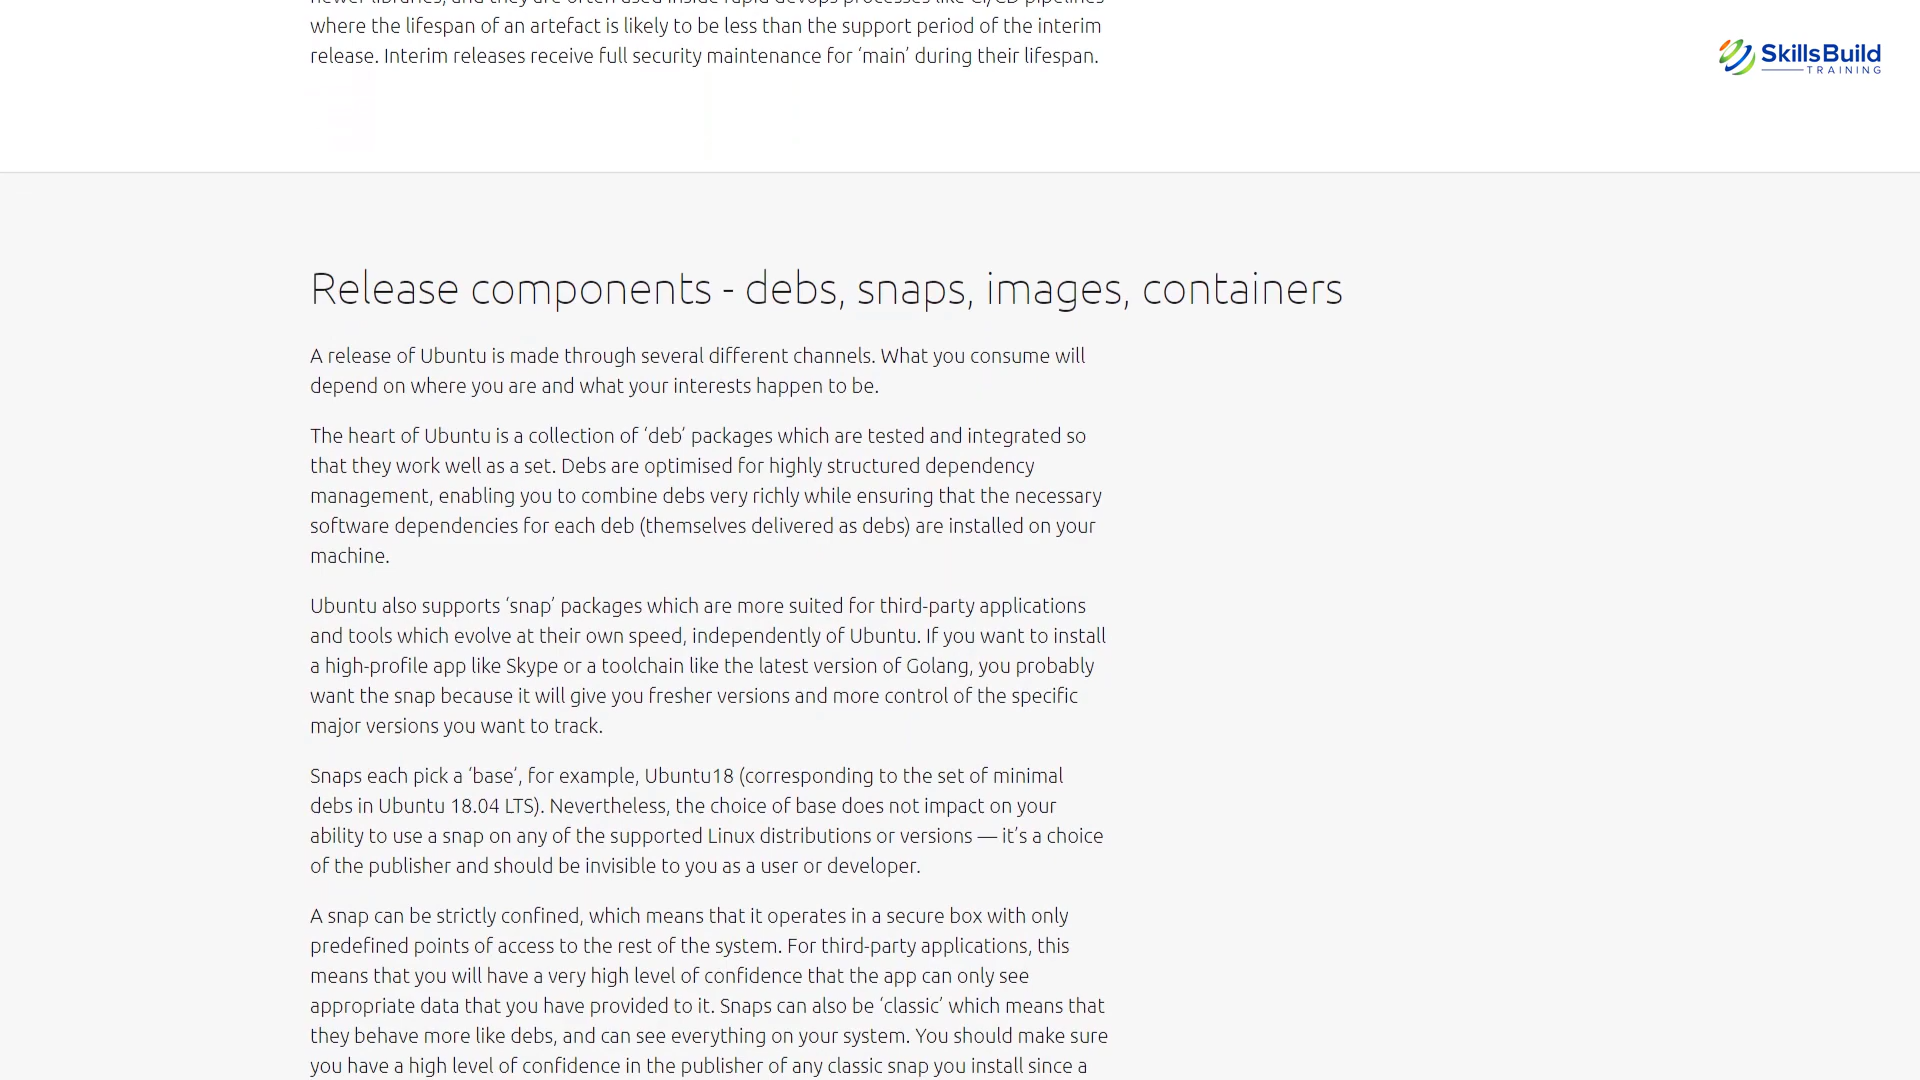 where the lifespan of an artefact is likely to be less than the support period of the interim
release. Interim releases receive full security maintenance for ‘main’ during their lifespan.
SkillsBuild
TRAINING
Release components - debs, snaps, images, containers
A release of Ubuntu is made through several different channels. What you consume will
depend on where you are and what your interests happen to be.
The heart of Ubuntu is a collection of ‘deb’ packages which are tested and integrated so
that they work well as a set. Debs are optimised for highly structured dependency
management, enabling you to combine debs very richly while ensuring that the necessary
software dependencies for each deb (themselves delivered as debs) are installed on your
machine.
Ubuntu also supports ‘snap’ packages which are more suited for third-party applications
and tools which evolve at their own speed, independently of Ubuntu. If you want to install
a high-profile app like Skype or a toolchain like the latest version of Golang, you probably
want the snap because it will give you fresher versions and more control of the specific
major versions you want to track.
Snaps each pick a ‘base’, for example, Ubuntu18 (corresponding to the set of minimal
debs in Ubuntu 18.04 LTS). Nevertheless, the choice of base does not impact on your
ability to use a snap on any of the supported Linux distributions or versions — it’s a choice
of the publisher and should be invisible to you as a user or developer.
A snap can be strictly confined, which means that it operates in a secure box with only
predefined points of access to the rest of the system. For third-party applications, this
means that you will have a very high level of confidence that the app can only see
appropriate data that you have provided to it. Snaps can also be ‘classic’ which means that
they behave more like debs, and can see everything on your system. You should make sure
you have a high level of confidence in the publisher of any classic snap you install since a